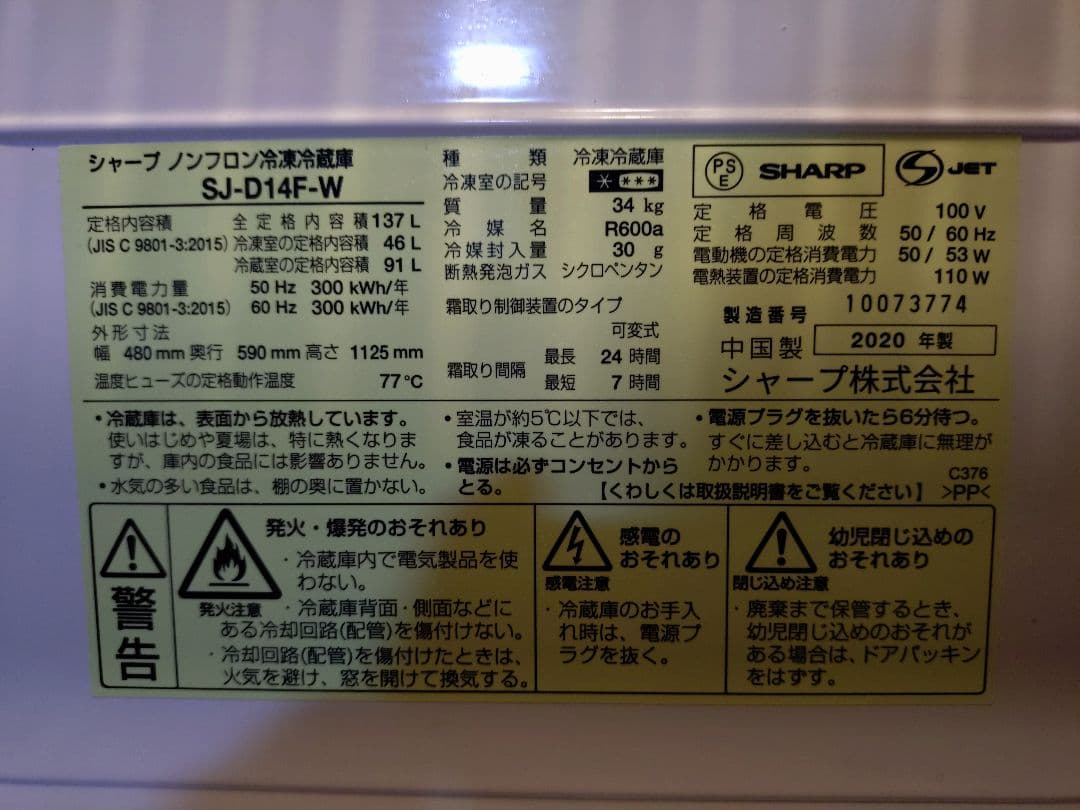 シャープ ノンフロン冷凍冷蔵庫
SJ-D14F-W
定格内容積 全定格内容積 137 L
(JIS C 9801-3:2015) 冷凍室の定格内容積 46 L
冷蔵室の定格内容積 91 L
消費電力量 50 Hz 300 kWh/年
(JIS C 9801-3:2015) 60 Hz 300 kWh/年
外形寸法
幅 480 mm 奥行 590 mm 高さ 1125 mm
温度ヒューズの定格動作温度 77℃
種類 冷凍冷蔵庫
冷凍室の記号 * ***
質量 34 kg
冷媒名 R600a
冷媒封入量 30 g
断熱発泡ガス シクロペンタン
霜取り制御装置のタイプ
可変式
霜取り間隔 最長 24 時間
最短 7 時間
PSE SHARP JET
定格電圧 100 V
定格周波数 50 / 60 Hz
電動機の定格消費電力 50 / 53 W
電熱装置の定格消費電力 110 W
製造番号 10073774
中国製 2020 年製
シャープ株式会社
・冷蔵庫は、表面から放熱しています。
使いはじめや夏場は、特に熱くなりま
すが、庫内の食品には影響ありません。
・水気の多い食品は、棚の奥に置かない。
・室温が約5℃以下では、
食品が凍ることがあります。
・電源は必ずコンセントから
とる。
・電源プラグを抜いたら6分待つ。
すぐに差し込むと冷蔵庫に無理が
かかります。
C376
【くわしくは取扱説明書をご覧ください】 >PP<
警告
発火・爆発のおそれあり
発火注意
・冷蔵庫内で電気製品を使
わない。
・冷蔵庫背面・側面などに
ある冷却回路(配管)を傷付けない。
・冷却回路(配管)を傷付けたときは、
火気を避け、窓を開けて換気する。
感電の
おそれあり
感電注意
・冷蔵庫のお手入
れ時は、電源プ
ラグを抜く。
幼児閉じ込めの
おそれあり
閉じ込め注意
・廃棄まで保管するとき、
幼児閉じ込めのおそれが
ある場合は、ドアパッキン
をはずす。